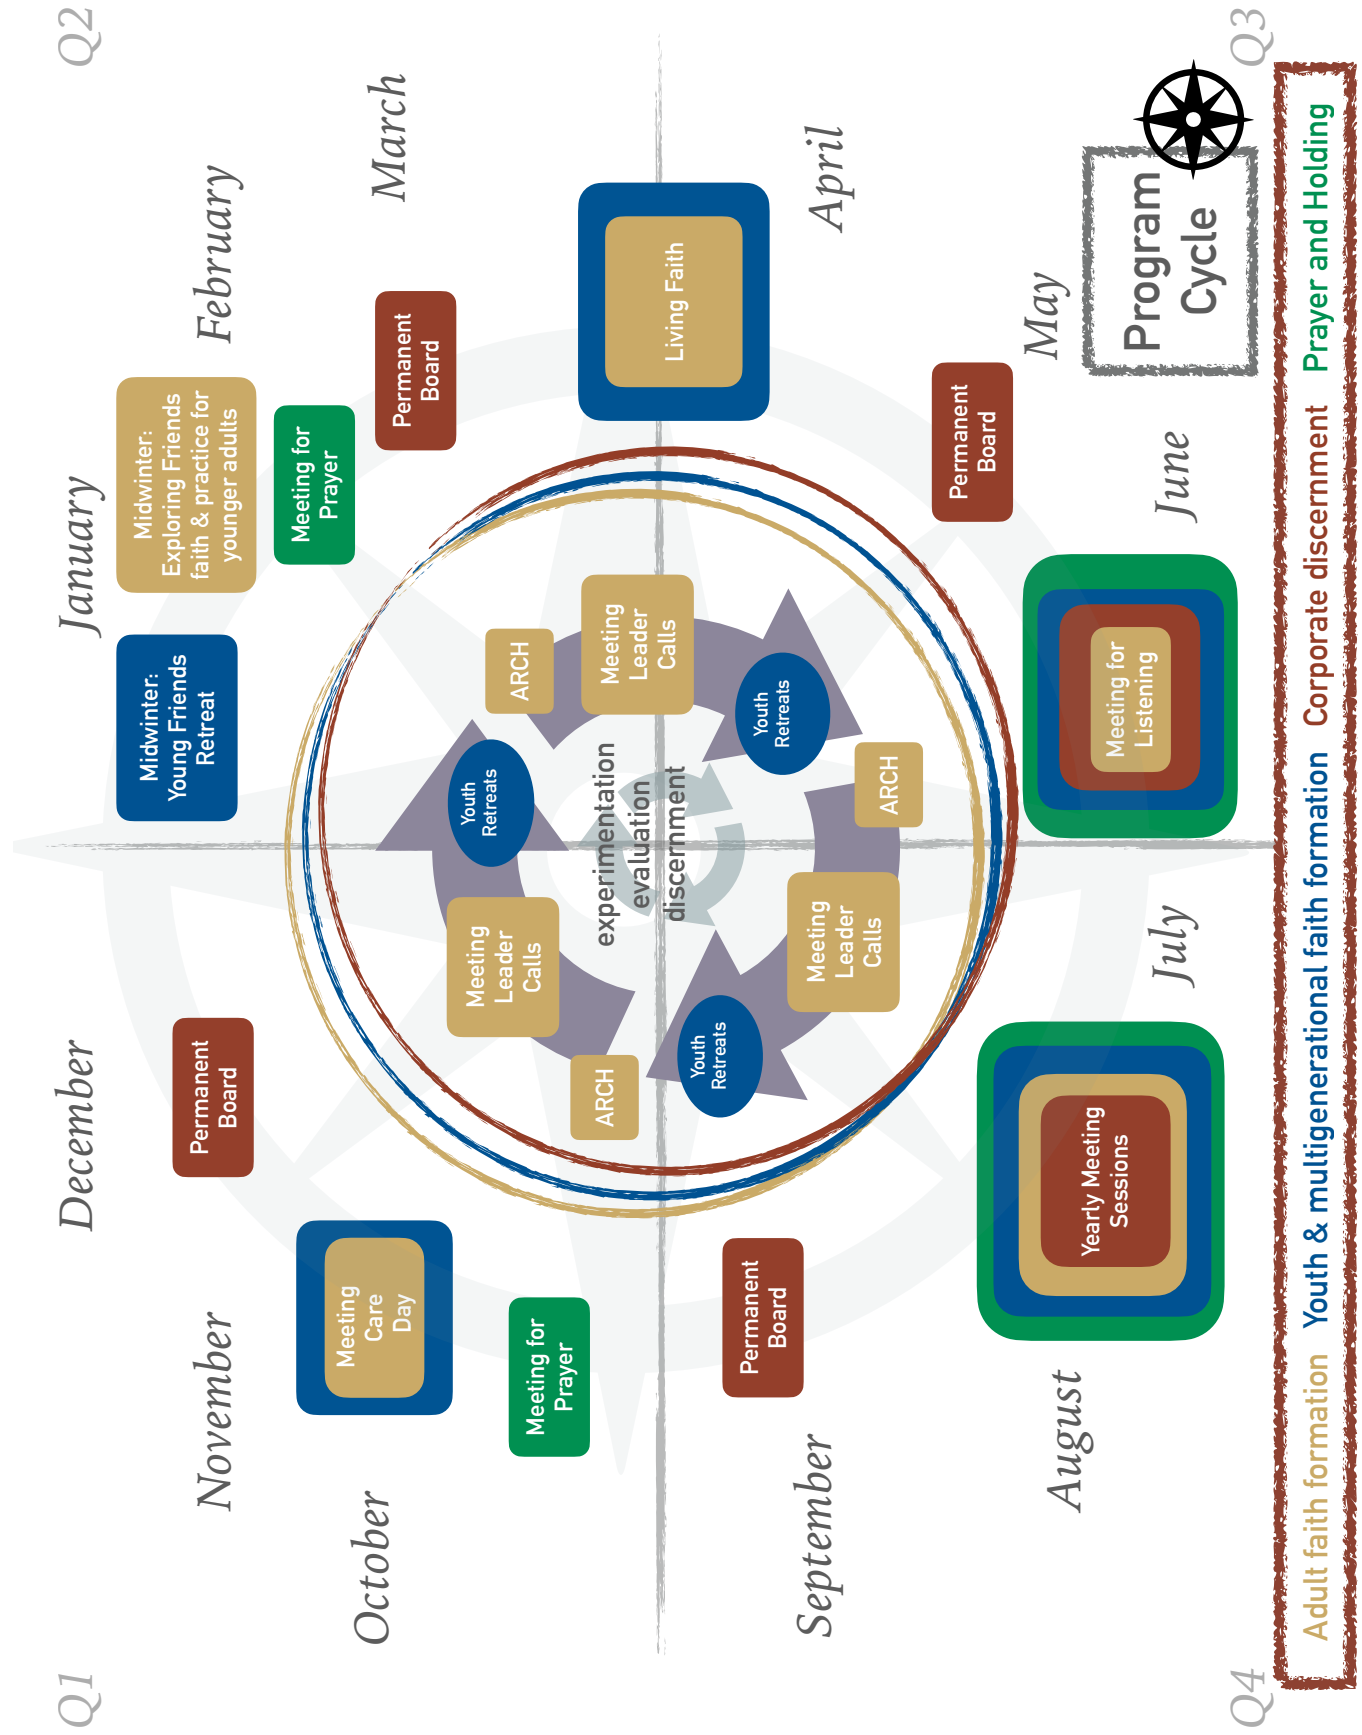 Q1
Q2
December
January
November
February
October
March
Midwinter:
Young Friends
Retreat
Midwinter:
Exploring Friends
faith & practice for
younger adults
Permanent
Board
Meeting for
Prayer
Meeting
Care
Day
Permanent
Board
Meeting for
Prayer
Youth
Retreats
Meeting
Leader
Calls
ARCH
ARCH
Meeting
Leader
Calls
experimentation
evaluation
discernment
Living Faith
Youth
Retreats
Youth
Retreats
Permanent
Board
Meeting
Leader
Calls
ARCH
September
April
Permanent
Board
Yearly Meeting
Sessions
Meeting for
Listening
August
July
June
May
Program
Cycle
Q4
Q3
Adult faith formation Youth & multigenerational faith formation Corporate discernment Prayer and Holding